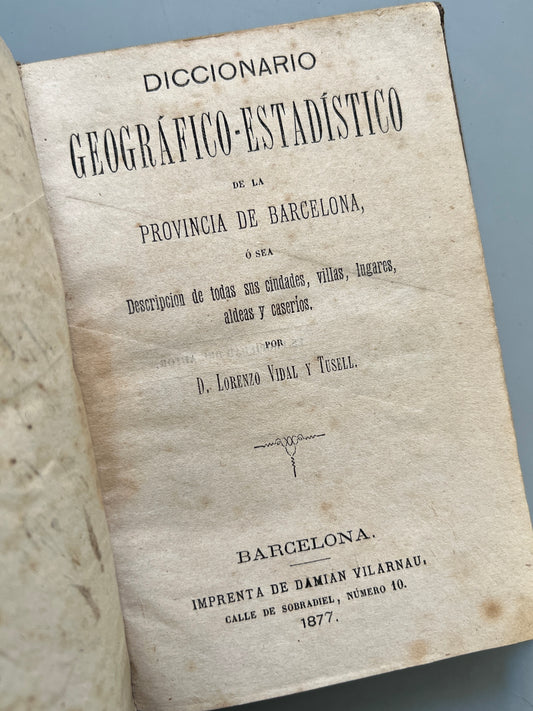 DICCIONARIO
GEOGRÁFICO-ESTADÍSTICO
DE LA
PROVINCIA DE BARCELONA,
Ó SEA
Descripcion de todas sus ciudades, villas, lugares,
aldeas y caseríos.
POR
D. LORENZO VIDAL Y TUSELL.
BARCELONA.
IMPRENTA DE DAMIAN VILARNAU,
CALLE DE SOBRADIEL, NÚMERO 10.
1877.